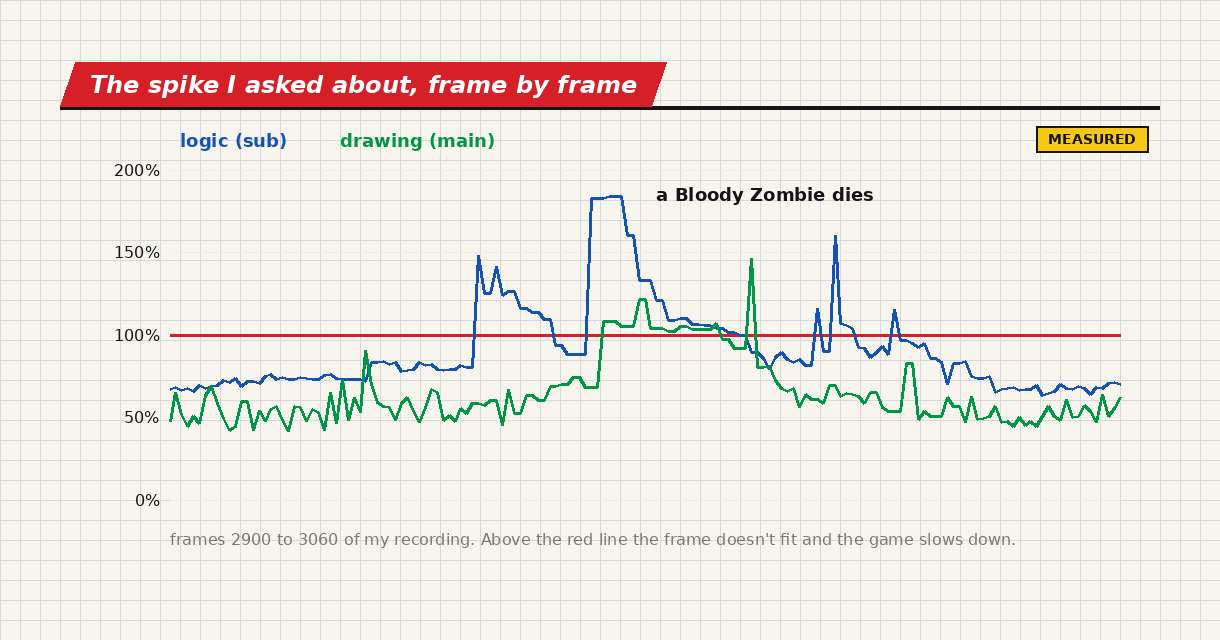 The spike I asked about, frame by frame
logic (sub) drawing (main)
MEASURED
200%
a Bloody Zombie dies
150%
100%
50%
0%
frames 2900 to 3060 of my recording. Above the red line the frame doesn't fit and the game slows down.